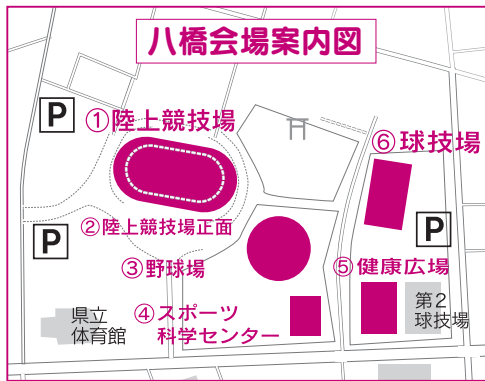 八橋会場案内図
P
①陸上競技場
⑥球技場
②陸上競技場正面
P
P
③野球場
⑤健康広場
④スポーツ
科学センター
県立
体育館
第2
球技場